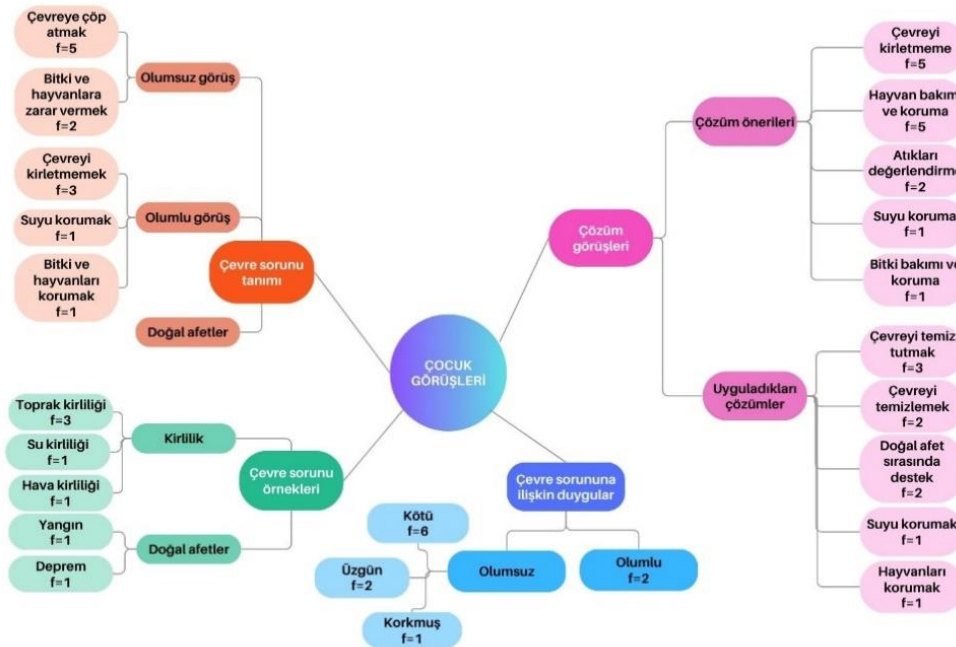 Çevreye çöp
atmak
f=5
Bitki ve
hayvanlara
zarar vermek
f=2
Olumsuz görüş
Çevreyi
kirletmemek
f=3
Suyu korumak
f=1
Bitki ve
hayvanları
korumak
f=1
Olumlu görüş
Çevre sorunu
tanımı
Doğal afetler
Toprak kirliliği
f=3
Su kirliliği
f=1
Hava kirliliği
f=1
Kirlilik
Yangın
f=1
Deprem
f=1
Doğal afetler
Çevre sorunu
örnekleri
ÇOCUK
GÖRÜŞLERİ
Çevre sorununa
ilişkin duygular
Kötü
f=6
Üzgün
f=2
Korkmuş
f=1
Olumsuz
Olumlu
f=2
Çözüm
görüşleri
Çözüm önerileri
Çevreyi
kirletmeme
f=5
Hayvan bakımı
ve koruma
f=5
Atıkları
değerlendirme
f=2
Suyu koruma
f=1
Bitki bakımı ve
koruma
f=1
Uyguladıkları
çözümler
Çevreyi temiz
tutmak
f=3
Çevreyi
temizlemek
f=2
Doğal afet
sırasında
destek
f=2
Suyu korumak
f=1
Hayvanları
korumak
f=1